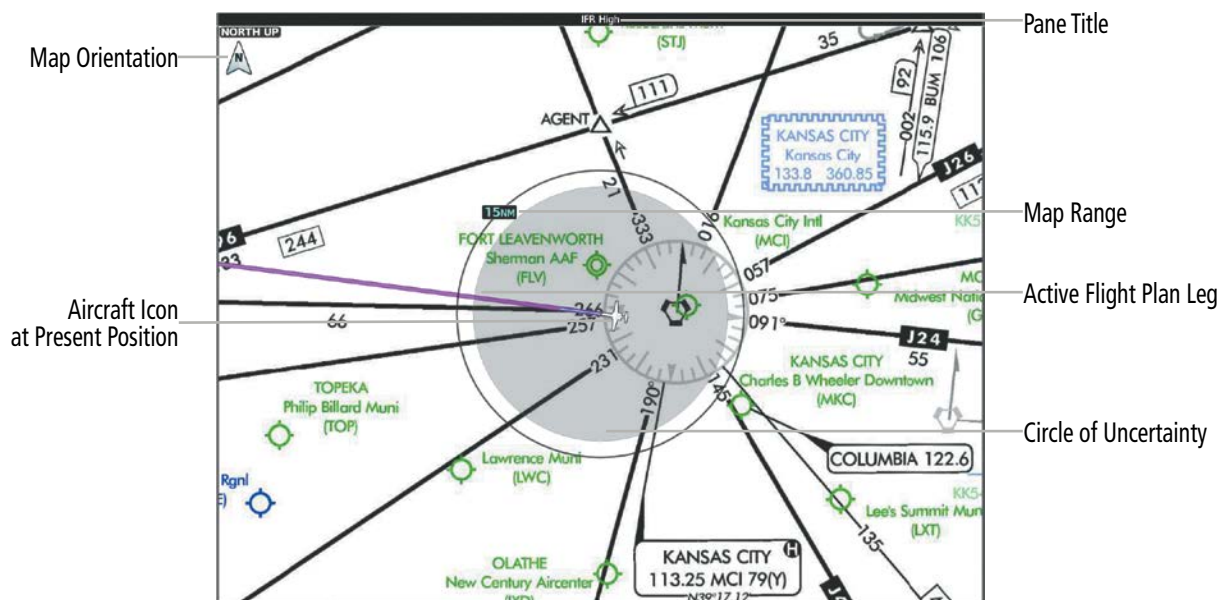 IFR High
Pane Title
NORTH UP
N
Map Orientation
(STJ)
35
92
002
115.9 BUM 106
111
AGENT
KANSAS CITY
Kansas City
133.8 360.85
J26
21
333
016
15NM
Map Range
Kansas City Intl
(MCI)
244
FORT LEAVENWORTH
Sherman AAF
(FLV)
057
075
091°
Midwest
Active Flight Plan Leg
Aircraft Icon
at Present Position
266
257
66
231
190°
145
J24
55
KANSAS CITY
Charles B Wheeler Downtown
(MKC)
TOPEKA
Philip Billard Muni
(TOP)
Circle of Uncertainty
COLUMBIA 122.6
Lawrence Muni
(LWC)
Rgnl
Lee's Summit Mun
(LXT)
135
KANSAS CITY
H
113.25 MCI 79(Y)
N39°17.12'
OLATHE
New Century Aircenter